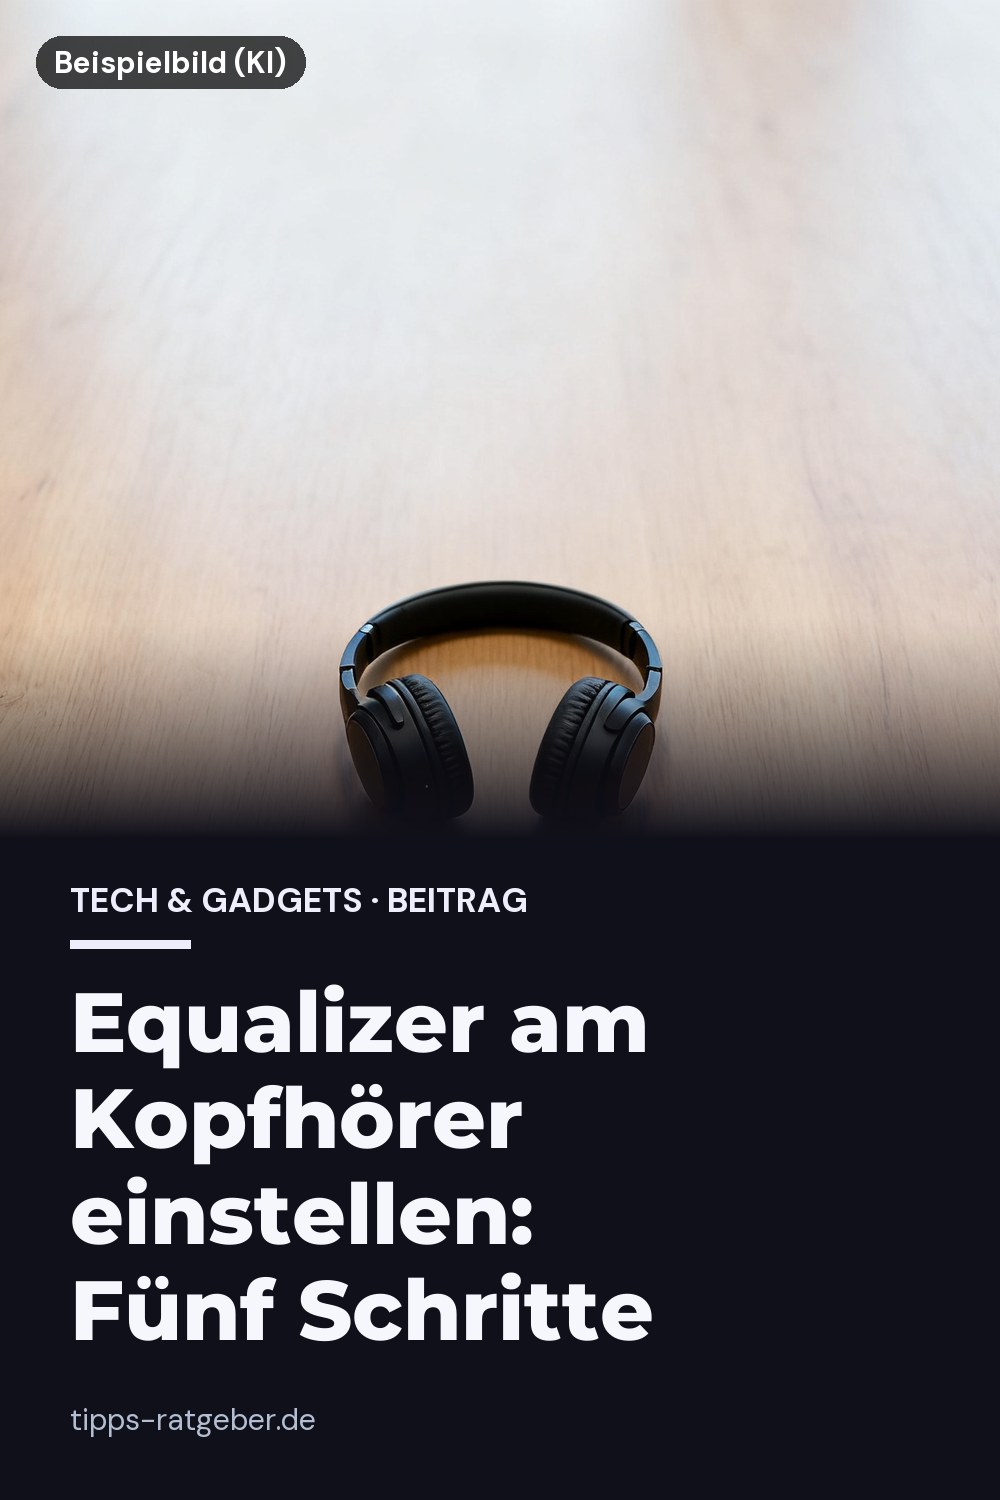 Beispielbild (KI)
TECH & GADGETS · BEITRAG
Equalizer am
Kopfhörer
einstellen:
Fünf Schritte
tipps-ratgeber.de